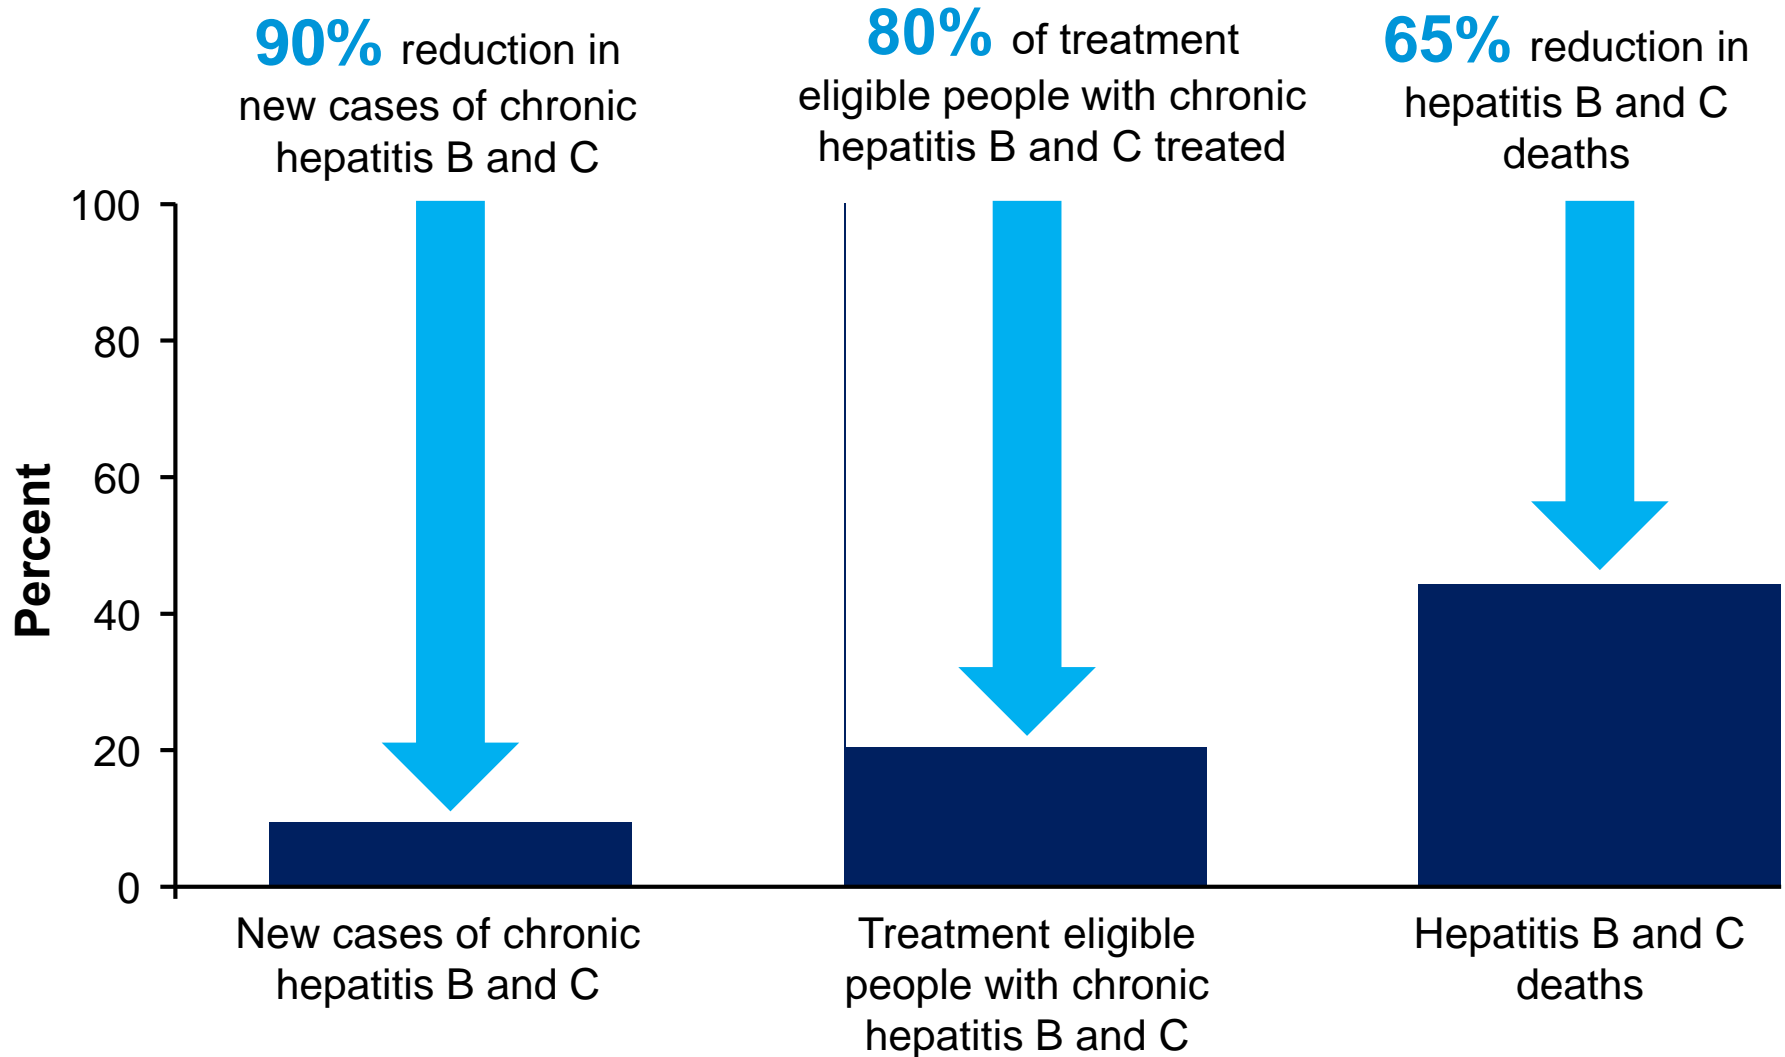 90% reduction in
new cases of chronic
hepatitis B and C
80% of treatment
eligible people with chronic
hepatitis B and C treated
65% reduction in
hepatitis B and C
deaths
100
80
60
40
20
0
Percent
New cases of chronic
hepatitis B and C
Treatment eligible
people with chronic
hepatitis B and C
Hepatitis B and C
deaths